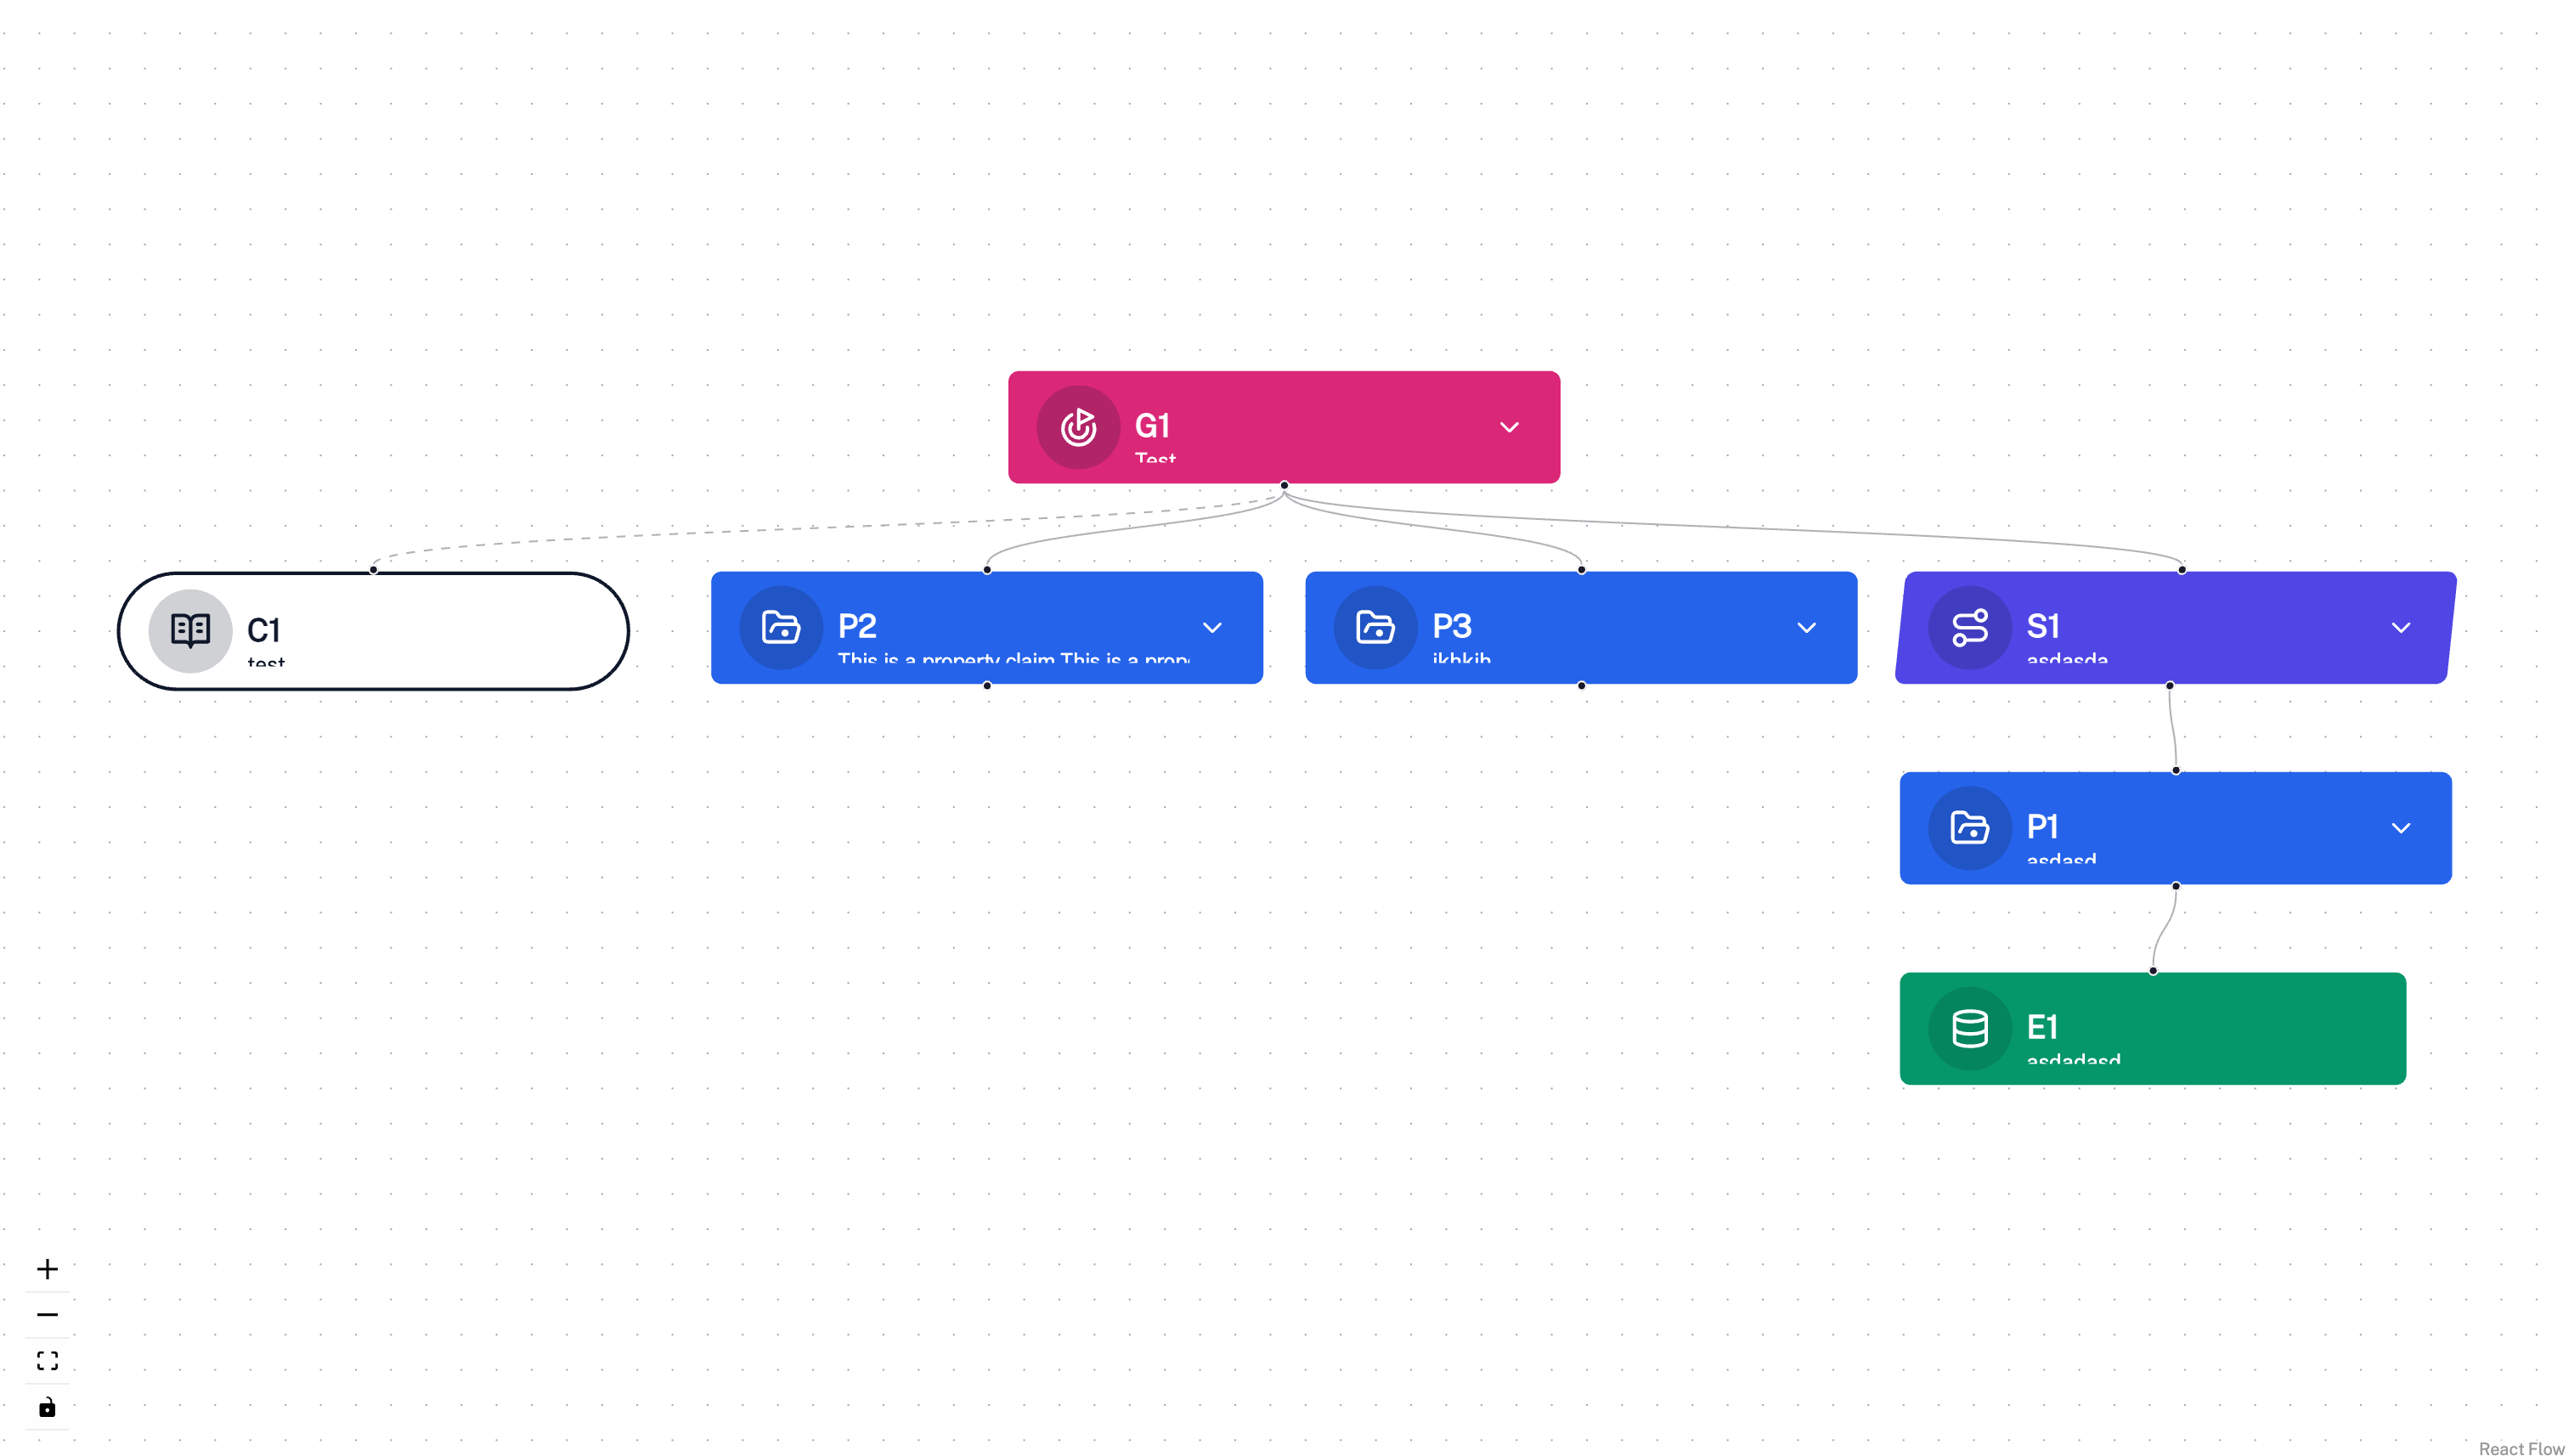 G1
Test
C1
test
P2
This is a property claim This is a prop
P3
ikhkjh
S1
asdasda
P1
asdasd
E1
asdadasd
React Flow